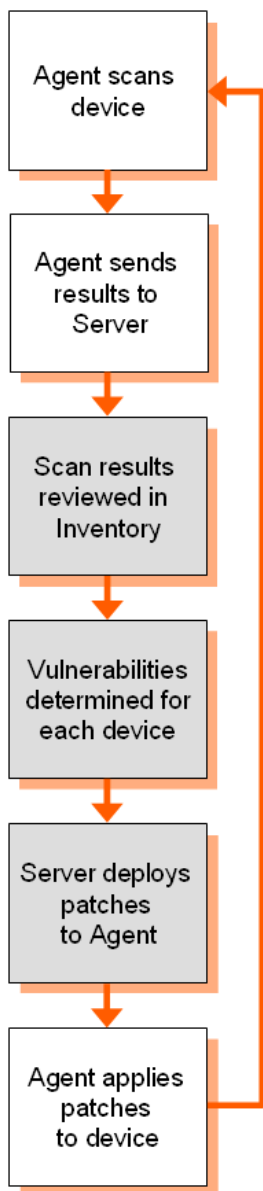 Agent scans
device
Agent sends
results to
Server
Scan results
reviewed in
Inventory
Vulnerabilities
determined for
each device
Server deploys
patches
to Agent
Agent applies
patches
to device